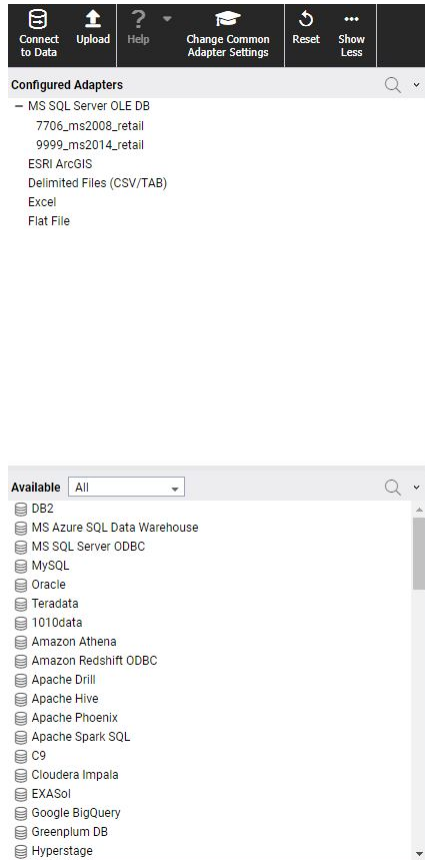 Connect to Data
Upload
Help
Change Common Adapter Settings
Reset
Show Less
Configured Adapters
MS SQL Server OLE DB
7706_ms2008_retail
9999_ms2014_retail
ESRI ArcGIS
Delimited Files (CSV/TAB)
Excel
Flat File
Available All
DB2
MS Azure SQL Data Warehouse
MS SQL Server ODBC
MySQL
Oracle
Teradata
1010data
Amazon Athena
Amazon Redshift ODBC
Apache Drill
Apache Hive
Apache Phoenix
Apache Spark SQL
C9
Cloudera Impala
EXASol
Google BigQuery
Greenplum DB
Hyperstage